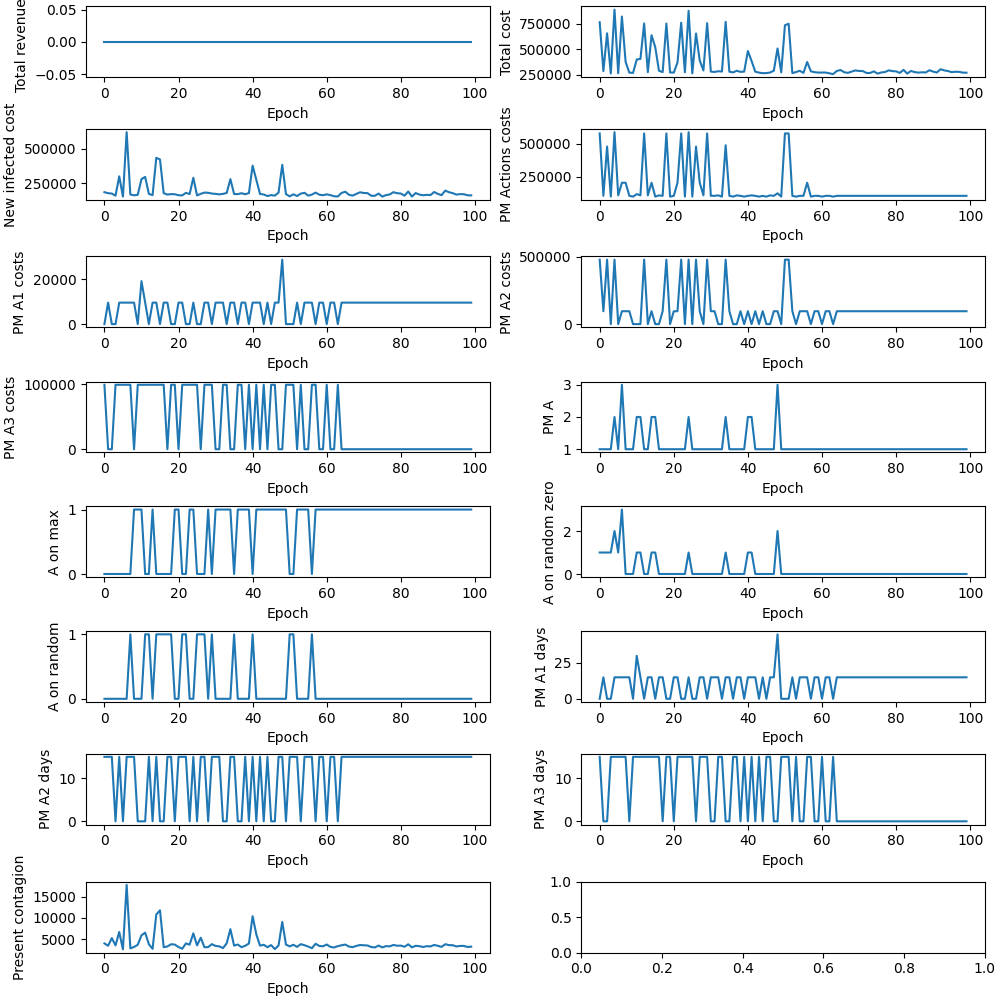 Total revenue
0.05
0.00
−0.05
0 20 40 60 80 100
Epoch
Total cost
750000
500000
250000
0 20 40 60 80 100
Epoch
New infected cost
500000
250000
0 20 40 60 80 100
Epoch
PM Actions costs
500000
250000
0 20 40 60 80 100
Epoch
PM A1 costs
20000
0
0 20 40 60 80 100
Epoch
PM A2 costs
500000
0
0 20 40 60 80 100
Epoch
PM A3 costs
100000
0
0 20 40 60 80 100
Epoch
PM A
3
2
1
0 20 40 60 80 100
Epoch
A on max
1
0
0 20 40 60 80 100
Epoch
A on random zero
2
0
0 20 40 60 80 100
Epoch
A on random
1
0
0 20 40 60 80 100
Epoch
PM A1 days
25
0
0 20 40 60 80 100
Epoch
PM A2 days
10
0
0 20 40 60 80 100
Epoch
PM A3 days
10
0
0 20 40 60 80 100
Epoch
Present contagion
15000
10000
5000
0 20 40 60 80 100
Epoch
1.0
0.5
0.0
0.0 0.2 0.4 0.6 0.8 1.0